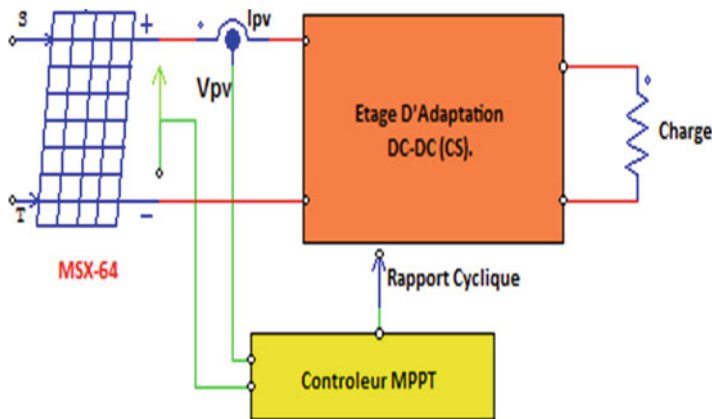 S
+
Ipv
Vpv
Etage D'Adaptation
DC-DC (CS).
Charge
T
-
MSX-64
Rapport Cyclique
Controleur MPPT